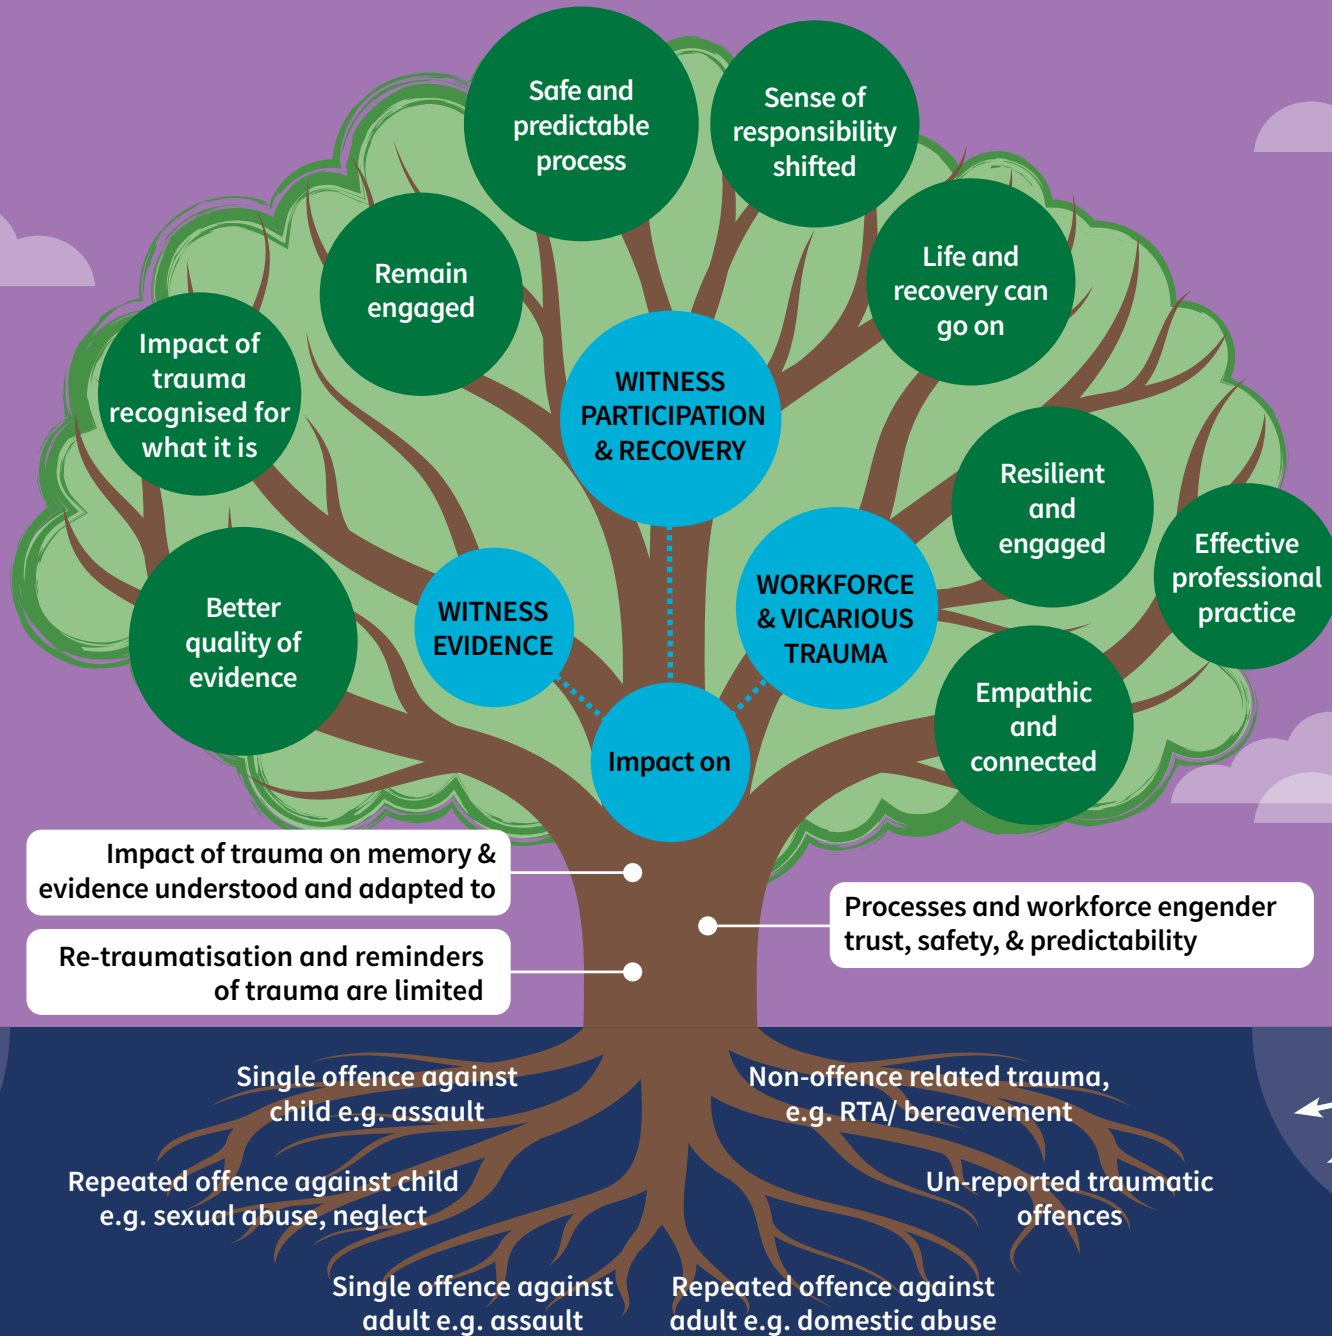 Safe and
predictable
process
Sense of
responsibility
shifted
Remain
engaged
Life and
recovery can
go on
Impact of
trauma
recognised for
what it is
WITNESS
PARTICIPATION
& RECOVERY
Resilient
and
engaged
Effective
professional
practice
Better
quality of
evidence
WITNESS
EVIDENCE
WORKFORCE
& VICARIOUS
TRAUMA
Empathic
and
connected
Impact on
Impact of trauma on memory &
evidence understood and adapted to
Processes and workforce engender
trust, safety, & predictability
Re-traumatisation and reminders
of trauma are limited
Single offence against
child e.g. assault
Non-offence related trauma,
e.g. RTA/ bereavement
Repeated offence against child
e.g. sexual abuse, neglect
Un-reported traumatic
offences
Single offence against
adult e.g. assault
Repeated offence against
adult e.g. domestic abuse